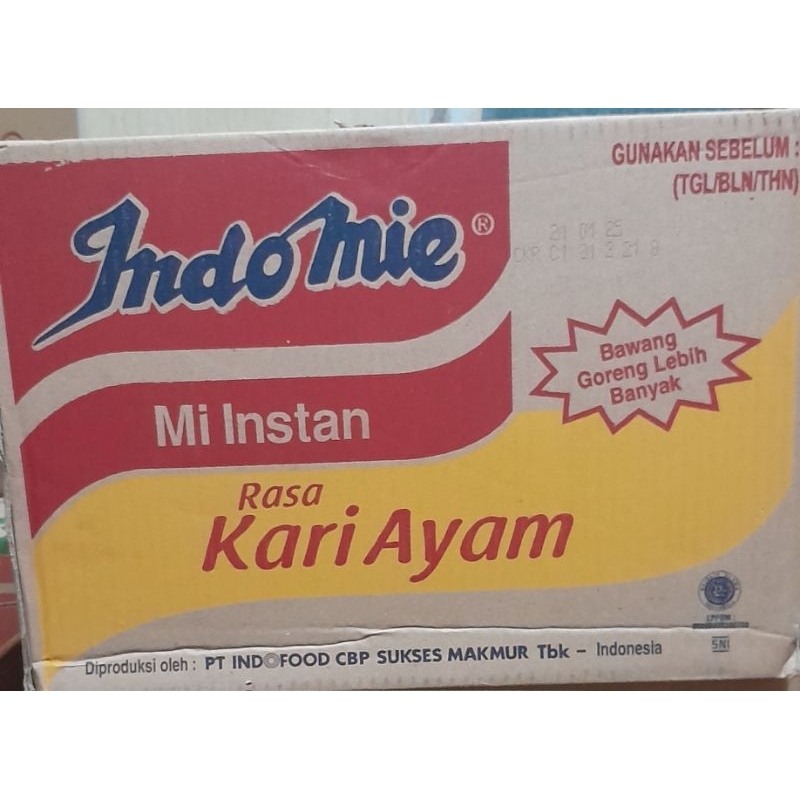 Indomie®
GUNAKAN SEBELUM :
(TGL/BLN/THN)
Bawang
Goreng Lebih
Banyak
Mi Instan
Rasa
Kari Ayam
SNI
Diproduksi oleh : PT INDOFOOD CBP SUKSES MAKMUR Tbk – Indonesia